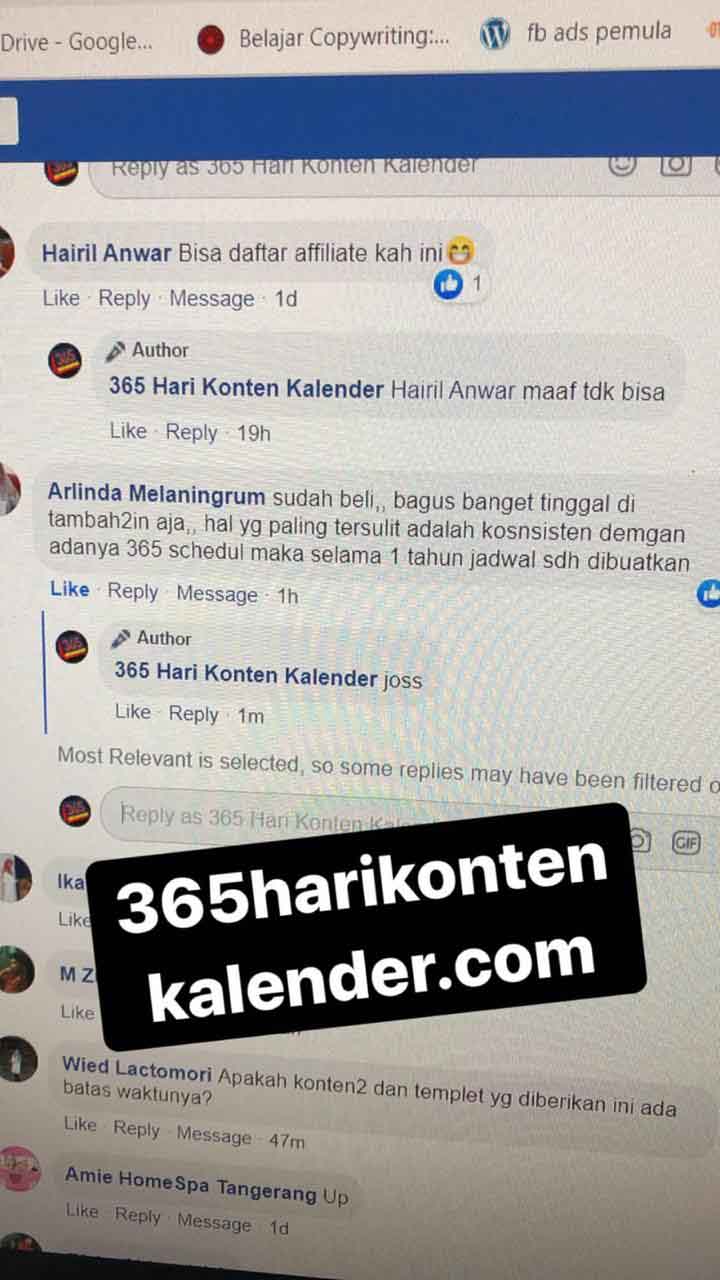 Drive - Google...
Belajar Copywriting:...
fb ads pemula
Reply as 365 Hari Konten Kalender
Hairil Anwar Bisa daftar affiliate kah ini😁
1
Like · Reply · Message · 1d
Author
365 Hari Konten Kalender Hairil Anwar maaf tdk bisa
Like · Reply · 19h
Arlinda Melaningrum sudah beli,, bagus banget tinggal di
tambah2in aja,, hal yg paling tersulit adalah kosnsisten demgan
adanya 365 schedul maka selama 1 tahun jadwal sdh dibuatkan
Like · Reply · Message · 1h
Author
365 Hari Konten Kalender joss
Like · Reply · 1m
Most Relevant is selected, so some replies may have been filtered o
Reply as 365 Hari Konten
GIF
365harikonten
kalender.com
Ika
Like
M Z
Like
Wied Lactomori Apakah konten2 dan templet yg diberikan ini ada
batas waktunya?
Like · Reply · Message · 47m
Amie HomeSpa Tangerang Up
Like · Reply · Message · 1d